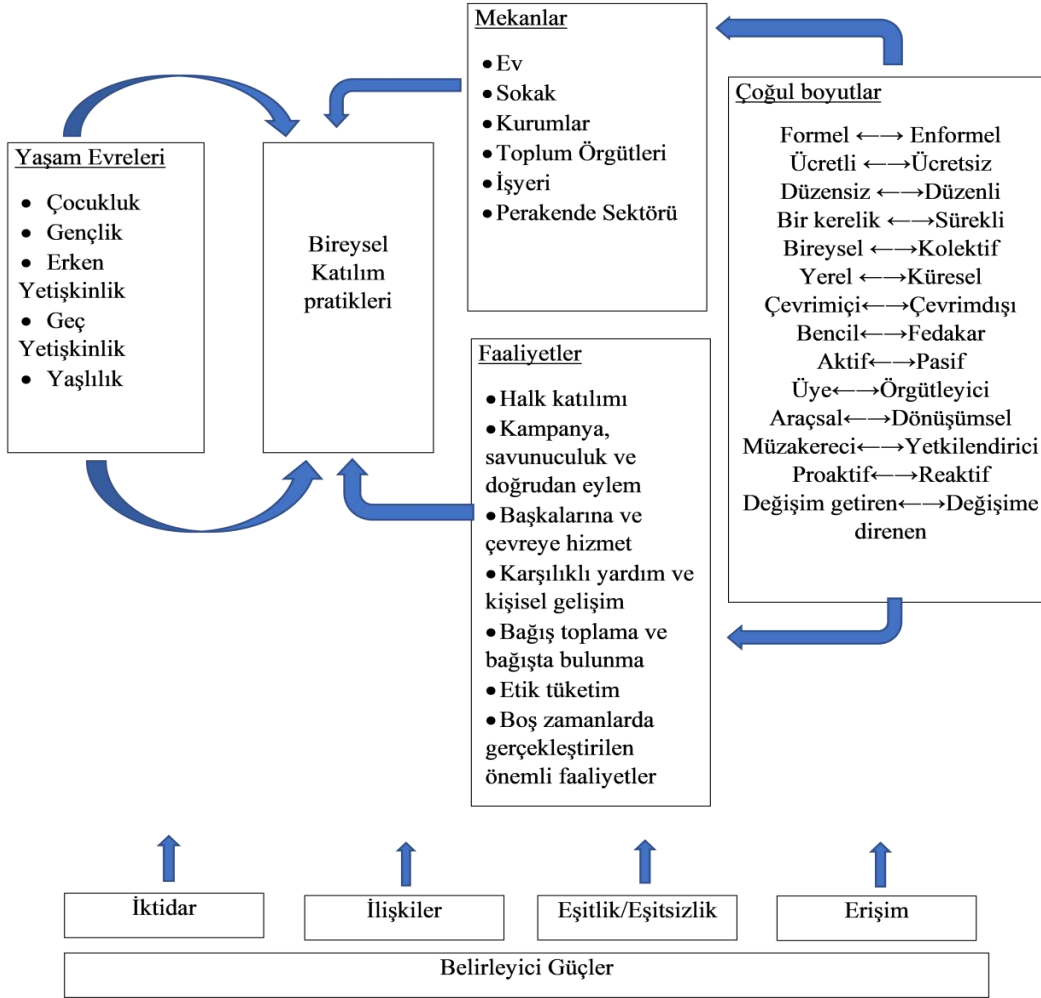 Yaşam Evreleri
• Çocukluk
• Gençlik
• Erken
Yetişkinlik
• Geç
Yetişkinlik
• Yaşlılık
Bireysel
Katılım
pratikleri
Mekanlar
• Ev
• Sokak
• Kurumlar
• Toplum Örgütleri
• İşyeri
• Perakende Sektörü
Faaliyetler
• Halk katılımı
• Kampanya,
savunuculuk ve
doğrudan eylem
• Başkalarına ve
çevreye hizmet
• Karşılıklı yardım ve
kişisel gelişim
• Bağış toplama ve
bağışta bulunma
• Etik tüketim
• Boş zamanlarda
gerçekleştirilen
önemli faaliyetler
Çoğul boyutlar
Formel ←→ Enformel
Ücretli ←→Ücretsiz
Düzensiz ←→Düzenli
Bir kerelik ←→Sürekli
Bireysel ←→Kolektif
Yerel ←→Küresel
Çevrimiçi←→Çevrimdışı
Bencil←→Fedakar
Aktif←→Pasif
Üye←→Örgütleyici
Araçsal←→Dönüşümsel
Müzakereci←→Yetkilendirici
Proaktif←→Reaktif
Değişim getiren←→Değişime
direnen
İktidar
İlişkiler
Eşitlik/Eşitsizlik
Erişim
Belirleyici Güçler